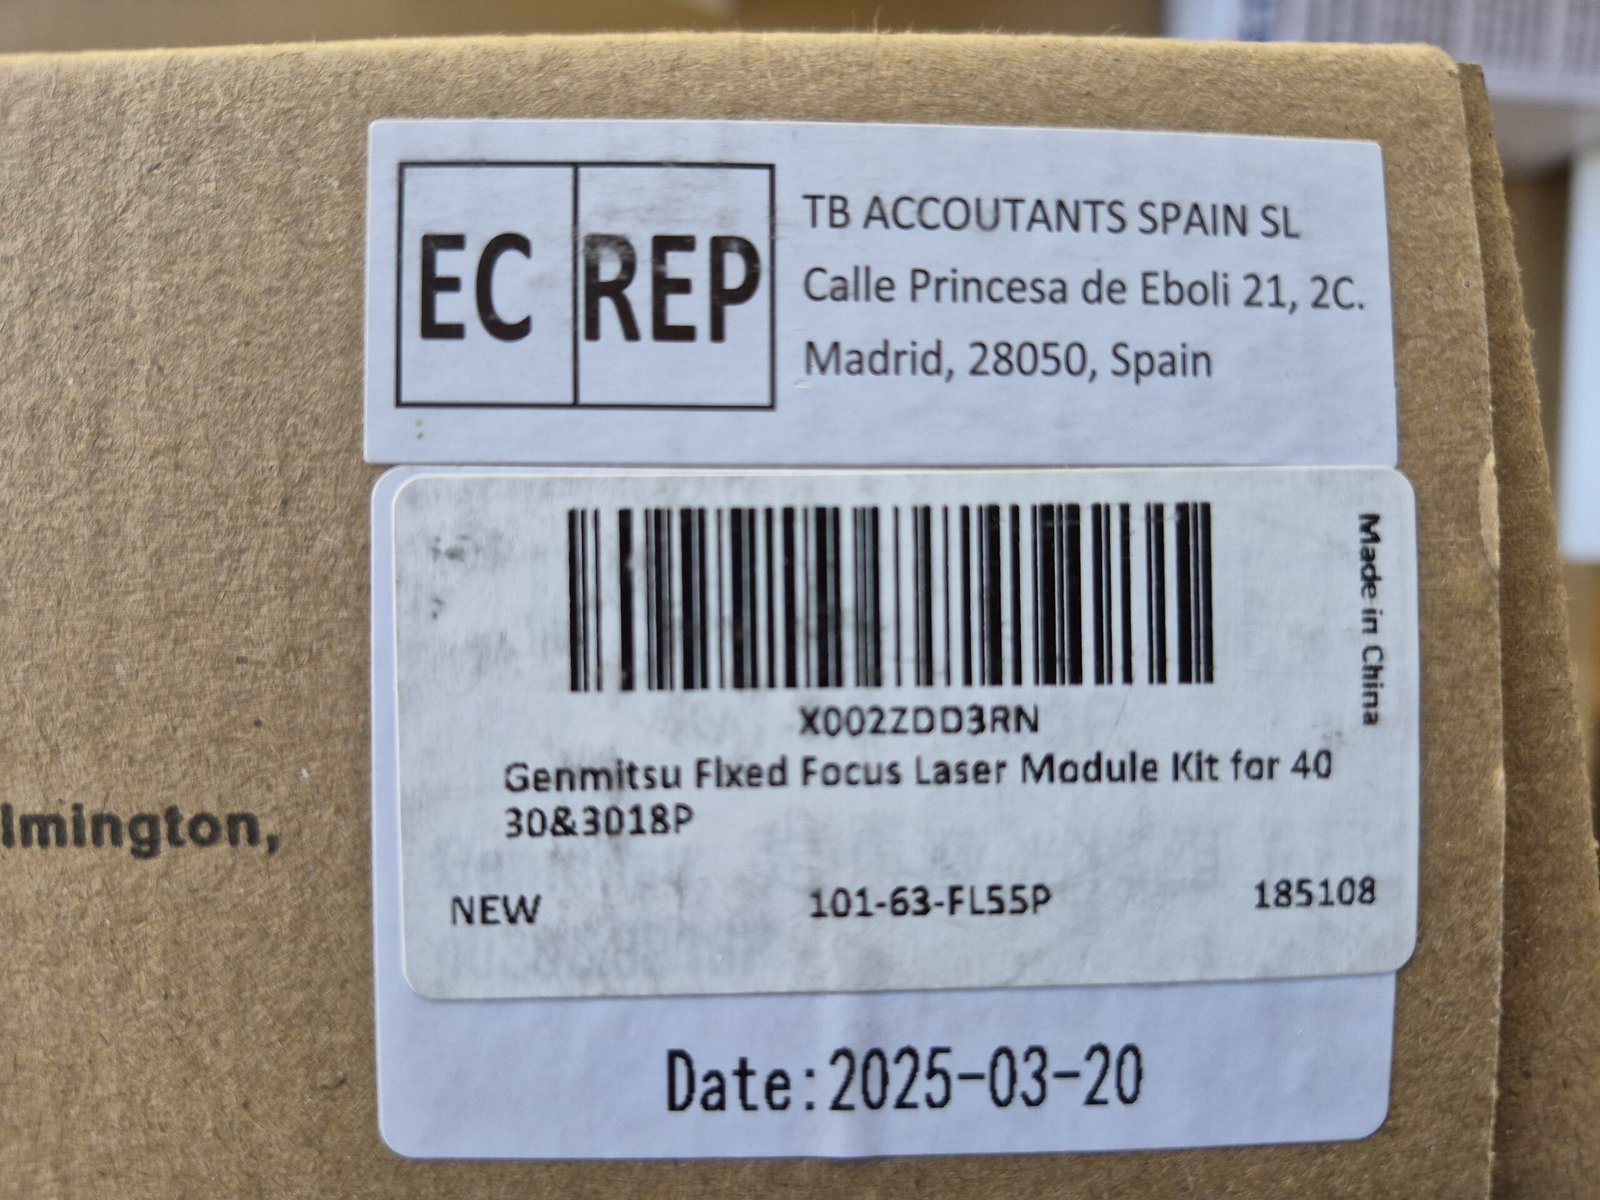 EC REP
TB ACCOUTANTS SPAIN SL
Calle Princesa de Eboli 21, 2C.
Madrid, 28050, Spain
Made in China
X002ZDD3RN
Genmitsu Fixed Focus Laser Module Kit for 40
30&3018P
NEW 101-63-FL55P 185108
Date:2025-03-20
lmington,